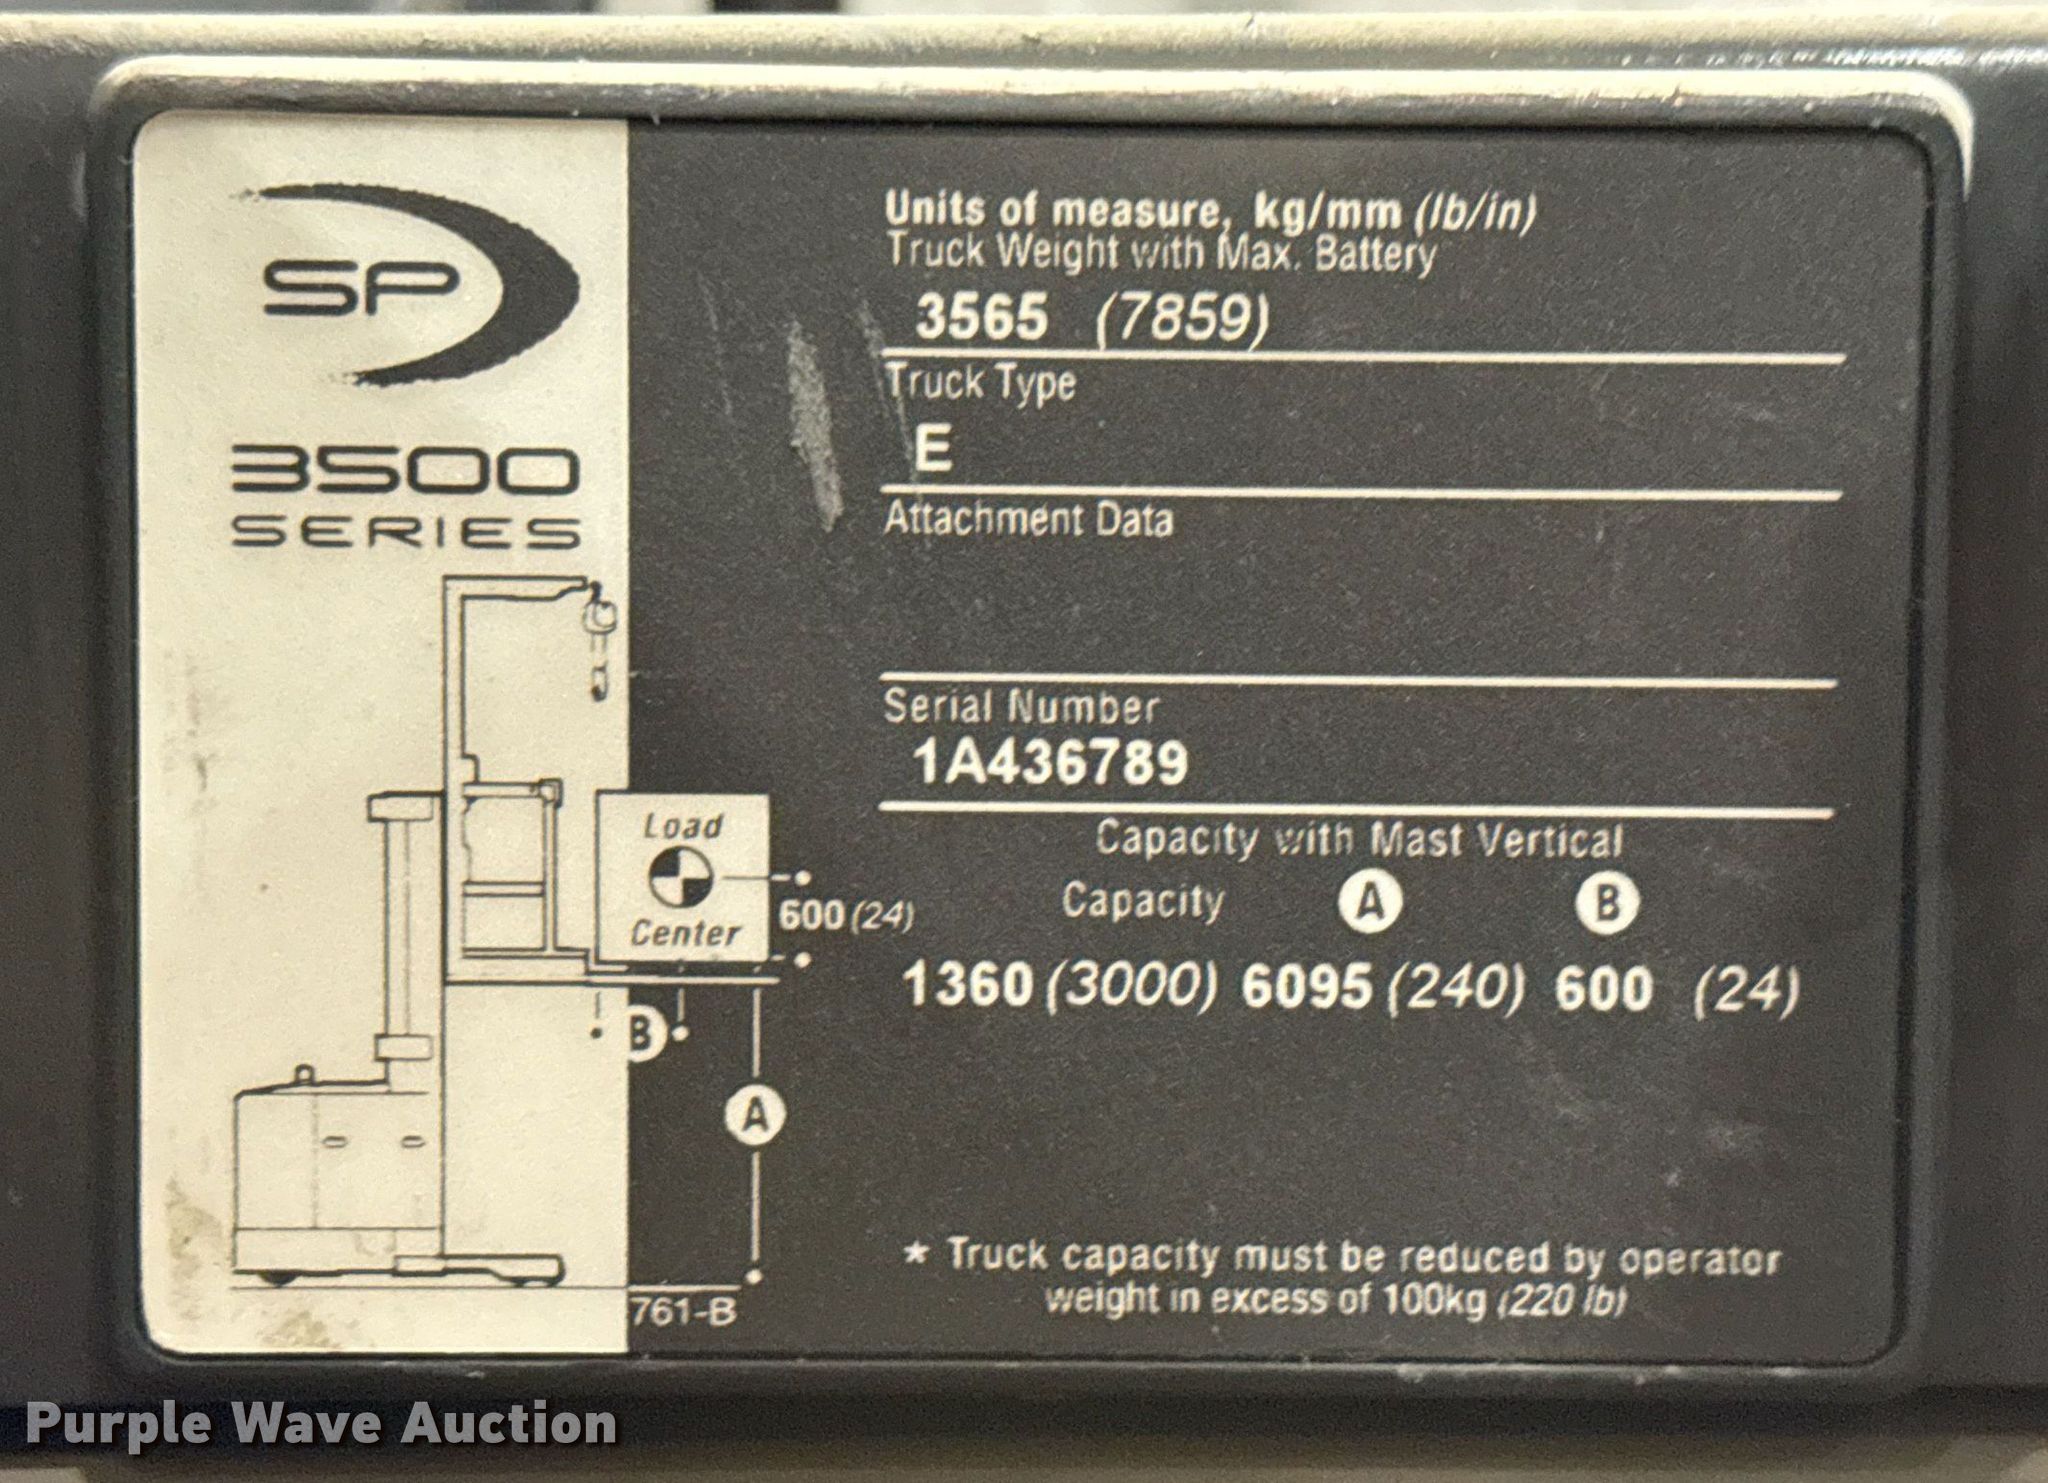 SP
3500
SERIES
Load
Center
600 (24)
B
A
761-B
Units of measure, kg/mm (lb/in)
Truck Weight with Max. Battery
3565 (7859)
Truck Type
E
Attachment Data
Serial Number
1A436789
Capacity with Mast Vertical
Capacity A B
1360 (3000) 6095 (240) 600 (24)
* Truck capacity must be reduced by operator
weight in excess of 100kg (220 lb)
Purple Wave Auction